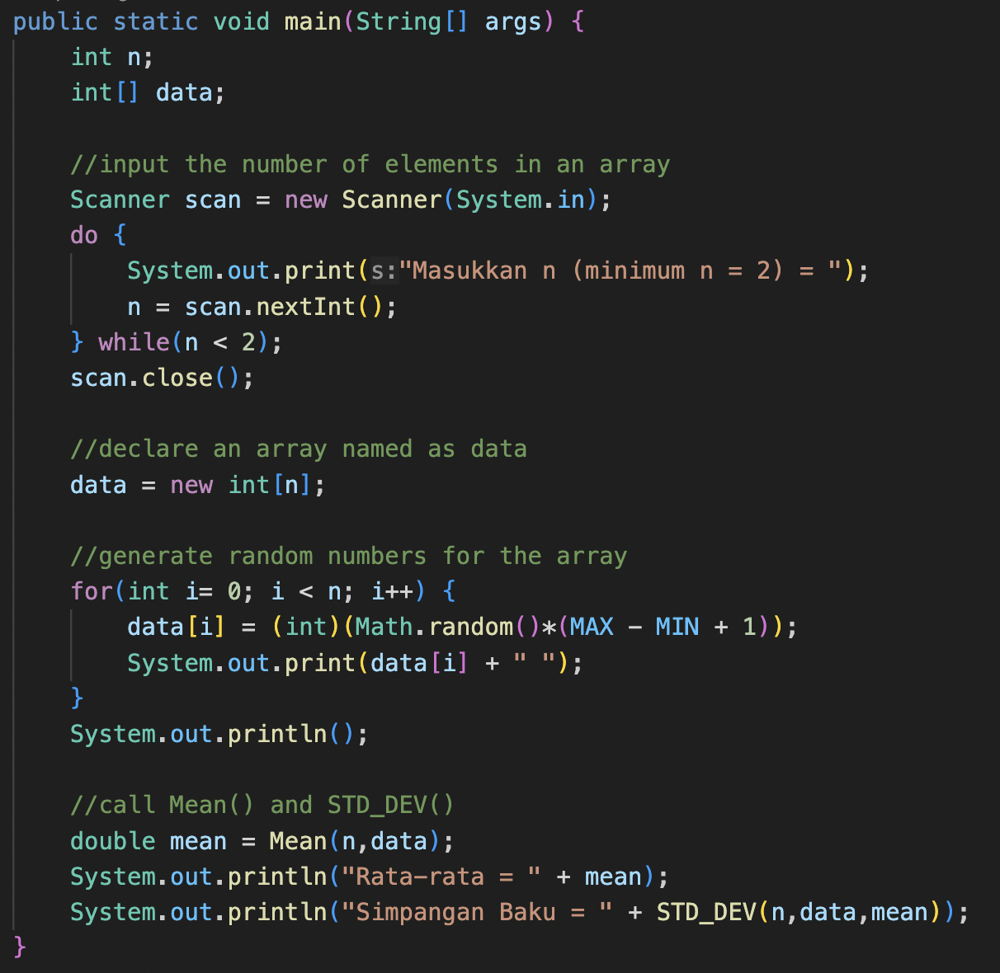 public static void main(String[] args) {
    int n;
    int[] data;

    //input the number of elements in an array
    Scanner scan = new Scanner(System.in);
    do {
        System.out.print(s:"Masukkan n (minimum n = 2) = ");
        n = scan.nextInt();
    } while(n < 2);
    scan.close();

    //declare an array named as data
    data = new int[n];

    //generate random numbers for the array
    for(int i= 0; i < n; i++) {
        data[i] = (int)(Math.random()*(MAX - MIN + 1));
        System.out.print(data[i] + " ");
    }
    System.out.println();

    //call Mean() and STD_DEV()
    double mean = Mean(n,data);
    System.out.println("Rata-rata = " + mean);
    System.out.println("Simpangan Baku = " + STD_DEV(n,data,mean));
}